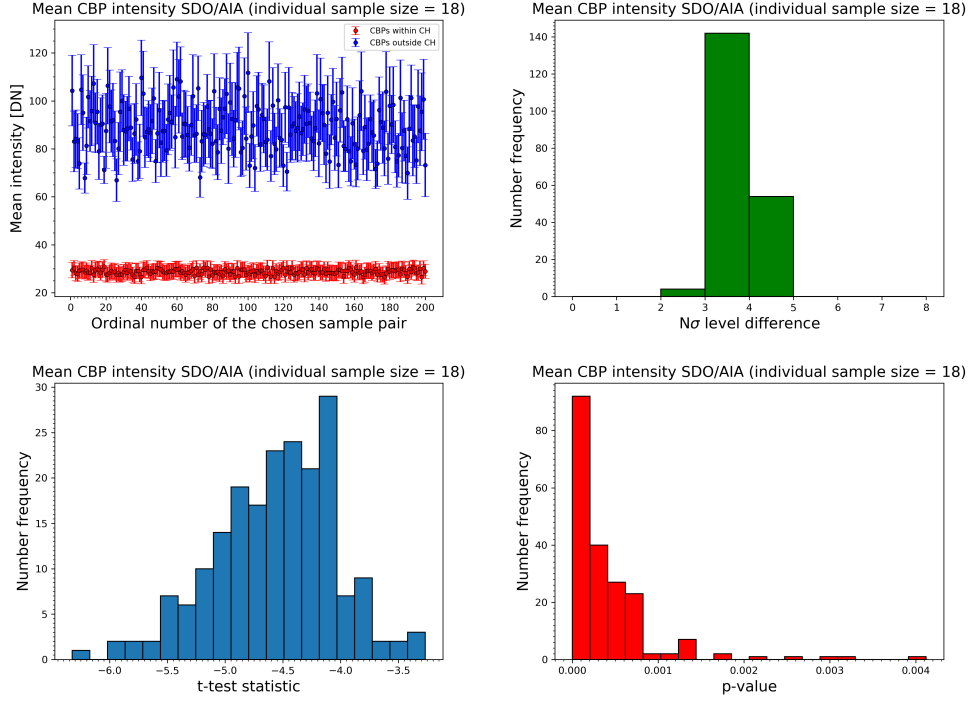 Mean CBP intensity SDO/AIA (individual sample size = 18)
Mean intensity [DN]
120
100
80
60
40
20
CBPs within CH
CBPs outside CH
0 20 40 60 80 100 120 140 160 180 200
Ordinal number of the chosen sample pair
Mean CBP intensity SDO/AIA (individual sample size = 18)
Number frequency
140
120
100
80
60
40
20
0
0 1 2 3 4 5 6 7 8
Nσ level difference
Mean CBP intensity SDO/AIA (individual sample size = 18)
Number frequency
30
25
20
15
10
5
0
−6.0 −5.5 −5.0 −4.5 −4.0 −3.5
t-test statistic
Mean CBP intensity SDO/AIA (individual sample size = 18)
Number frequency
80
60
40
20
0
0.000 0.001 0.002 0.003 0.004
p-value